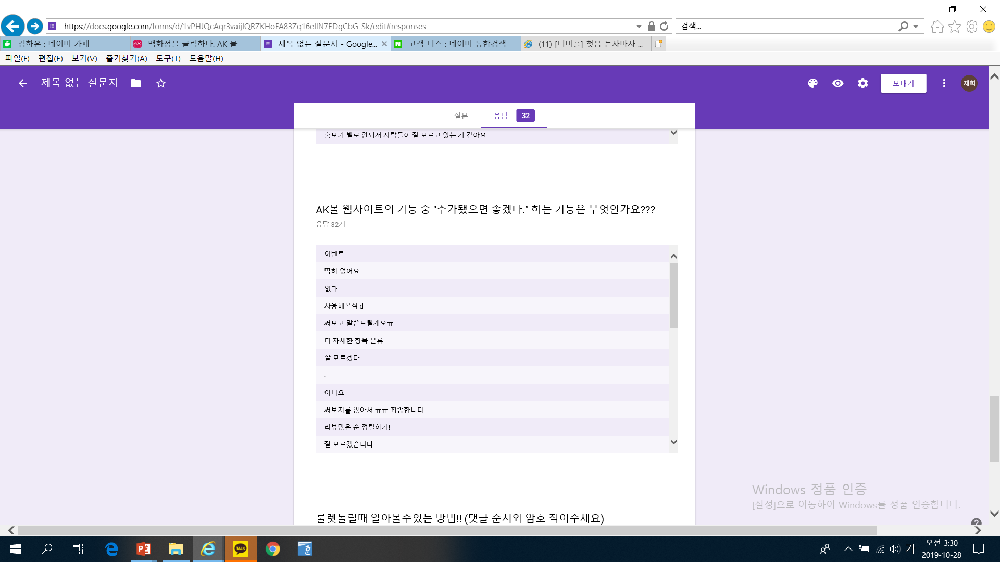 https://docs.google.com/forms/d/1vPHJQcAqr3vaijIQRZKHoFA83Zq16eIlN7EDgCbG_Sk/edit#responses
검색...
김하은 : 네이버 카페
백화점을 클릭하다. AK 몰
제목 없는 설문지 - Google...
고객 니즈 : 네이버 통합검색
(11) [티비플] 첫음 듣자마자 ...
파일(F) 편집(E) 보기(V) 즐겨찾기(A) 도구(T) 도움말(H)
제목 없는 설문지
보내기
재희
질문
응답 32
홍보가 별로 안되서 사람들이 잘 모르고 있는 거 같아요
AK몰 웹사이트의 기능 중 "추가됐으면 좋겠다." 하는 기능은 무엇인가요???
응답 32개
이벤트
딱히 없어요
없다
사용해본적 d
써보고 말씀드릴개오ㅠ
더 자세한 항목 분류
잘 모르겠다
.
아니요
써보지를 않아서 ㅠㅠ 죄송합니다
리뷰많은 순 정렬하기!
잘 모르겠습니다
룰렛돌릴때 알아볼수있는 방법!! (댓글 순서와 암호 적어주세요)
Windows 정품 인증
[설정]으로 이동하여 Windows를 정품 인증합니다.
TALK
가
오전 3:30
2019-10-28